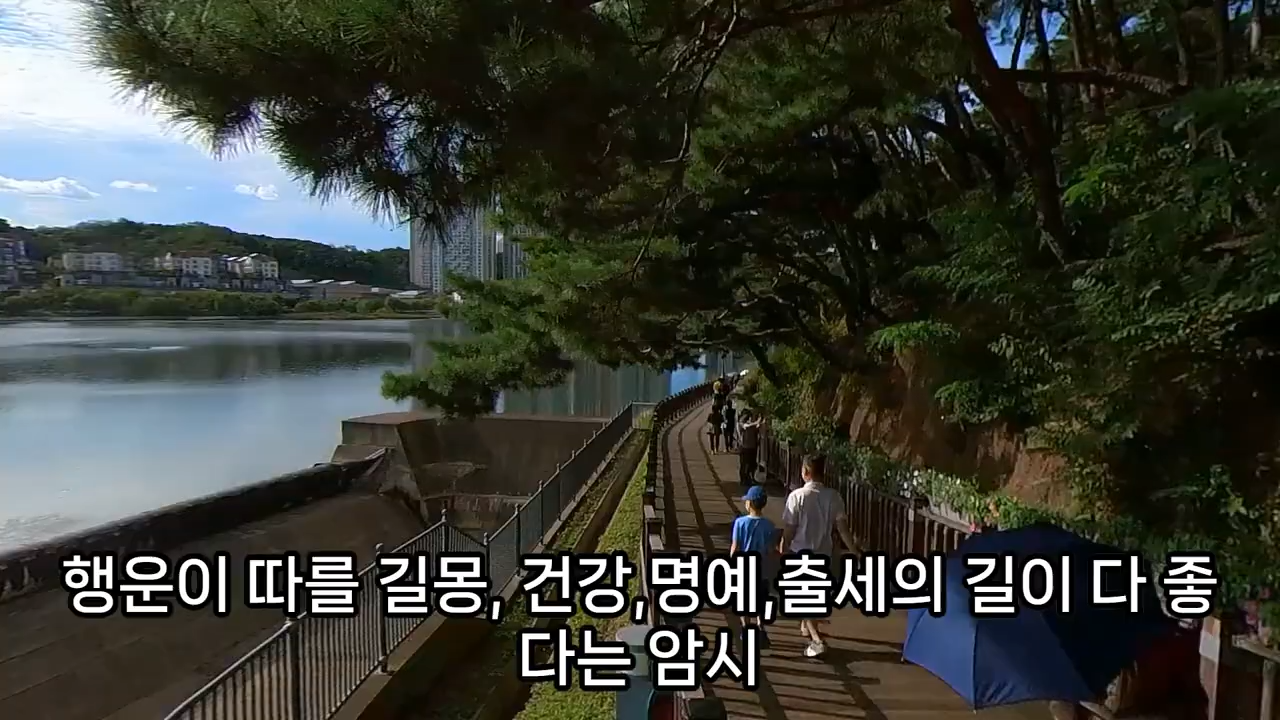 행운이 따를 길몽, 건강,명예,출세의 길이 다 좋
다는 암시